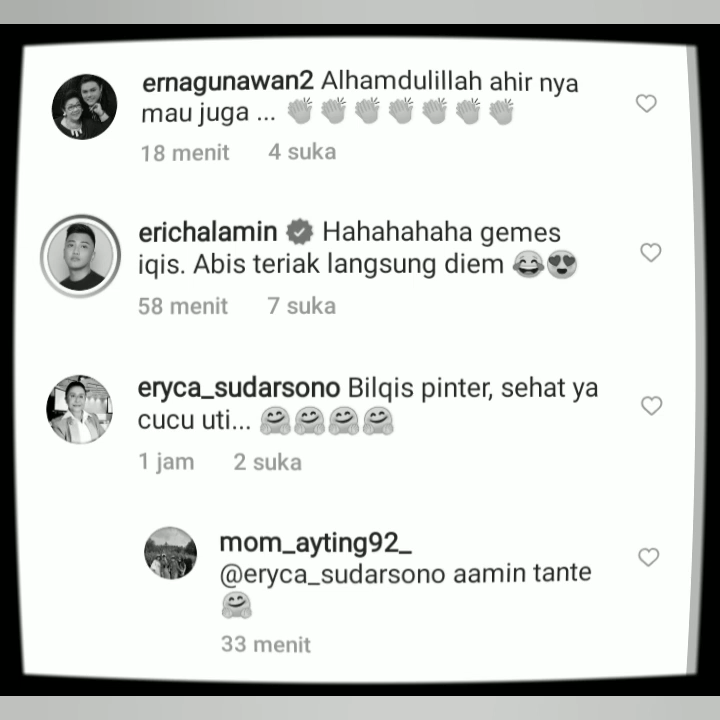 ernagunawan2 Alhamdulillah ahir nya
mau juga ... 👏👏👏👏👏👏👏
18 menit 4 suka
erichalamin Hahahahaha gemes
iqis. Abis teriak langsung diem 😂😍
58 menit 7 suka
eryca_sudarsono Bilqis pinter, sehat ya
cucu uti... 🤗🤗🤗🤗
1 jam 2 suka
mom_ayting92_
@eryca_sudarsono aamin tante
🤗
33 menit